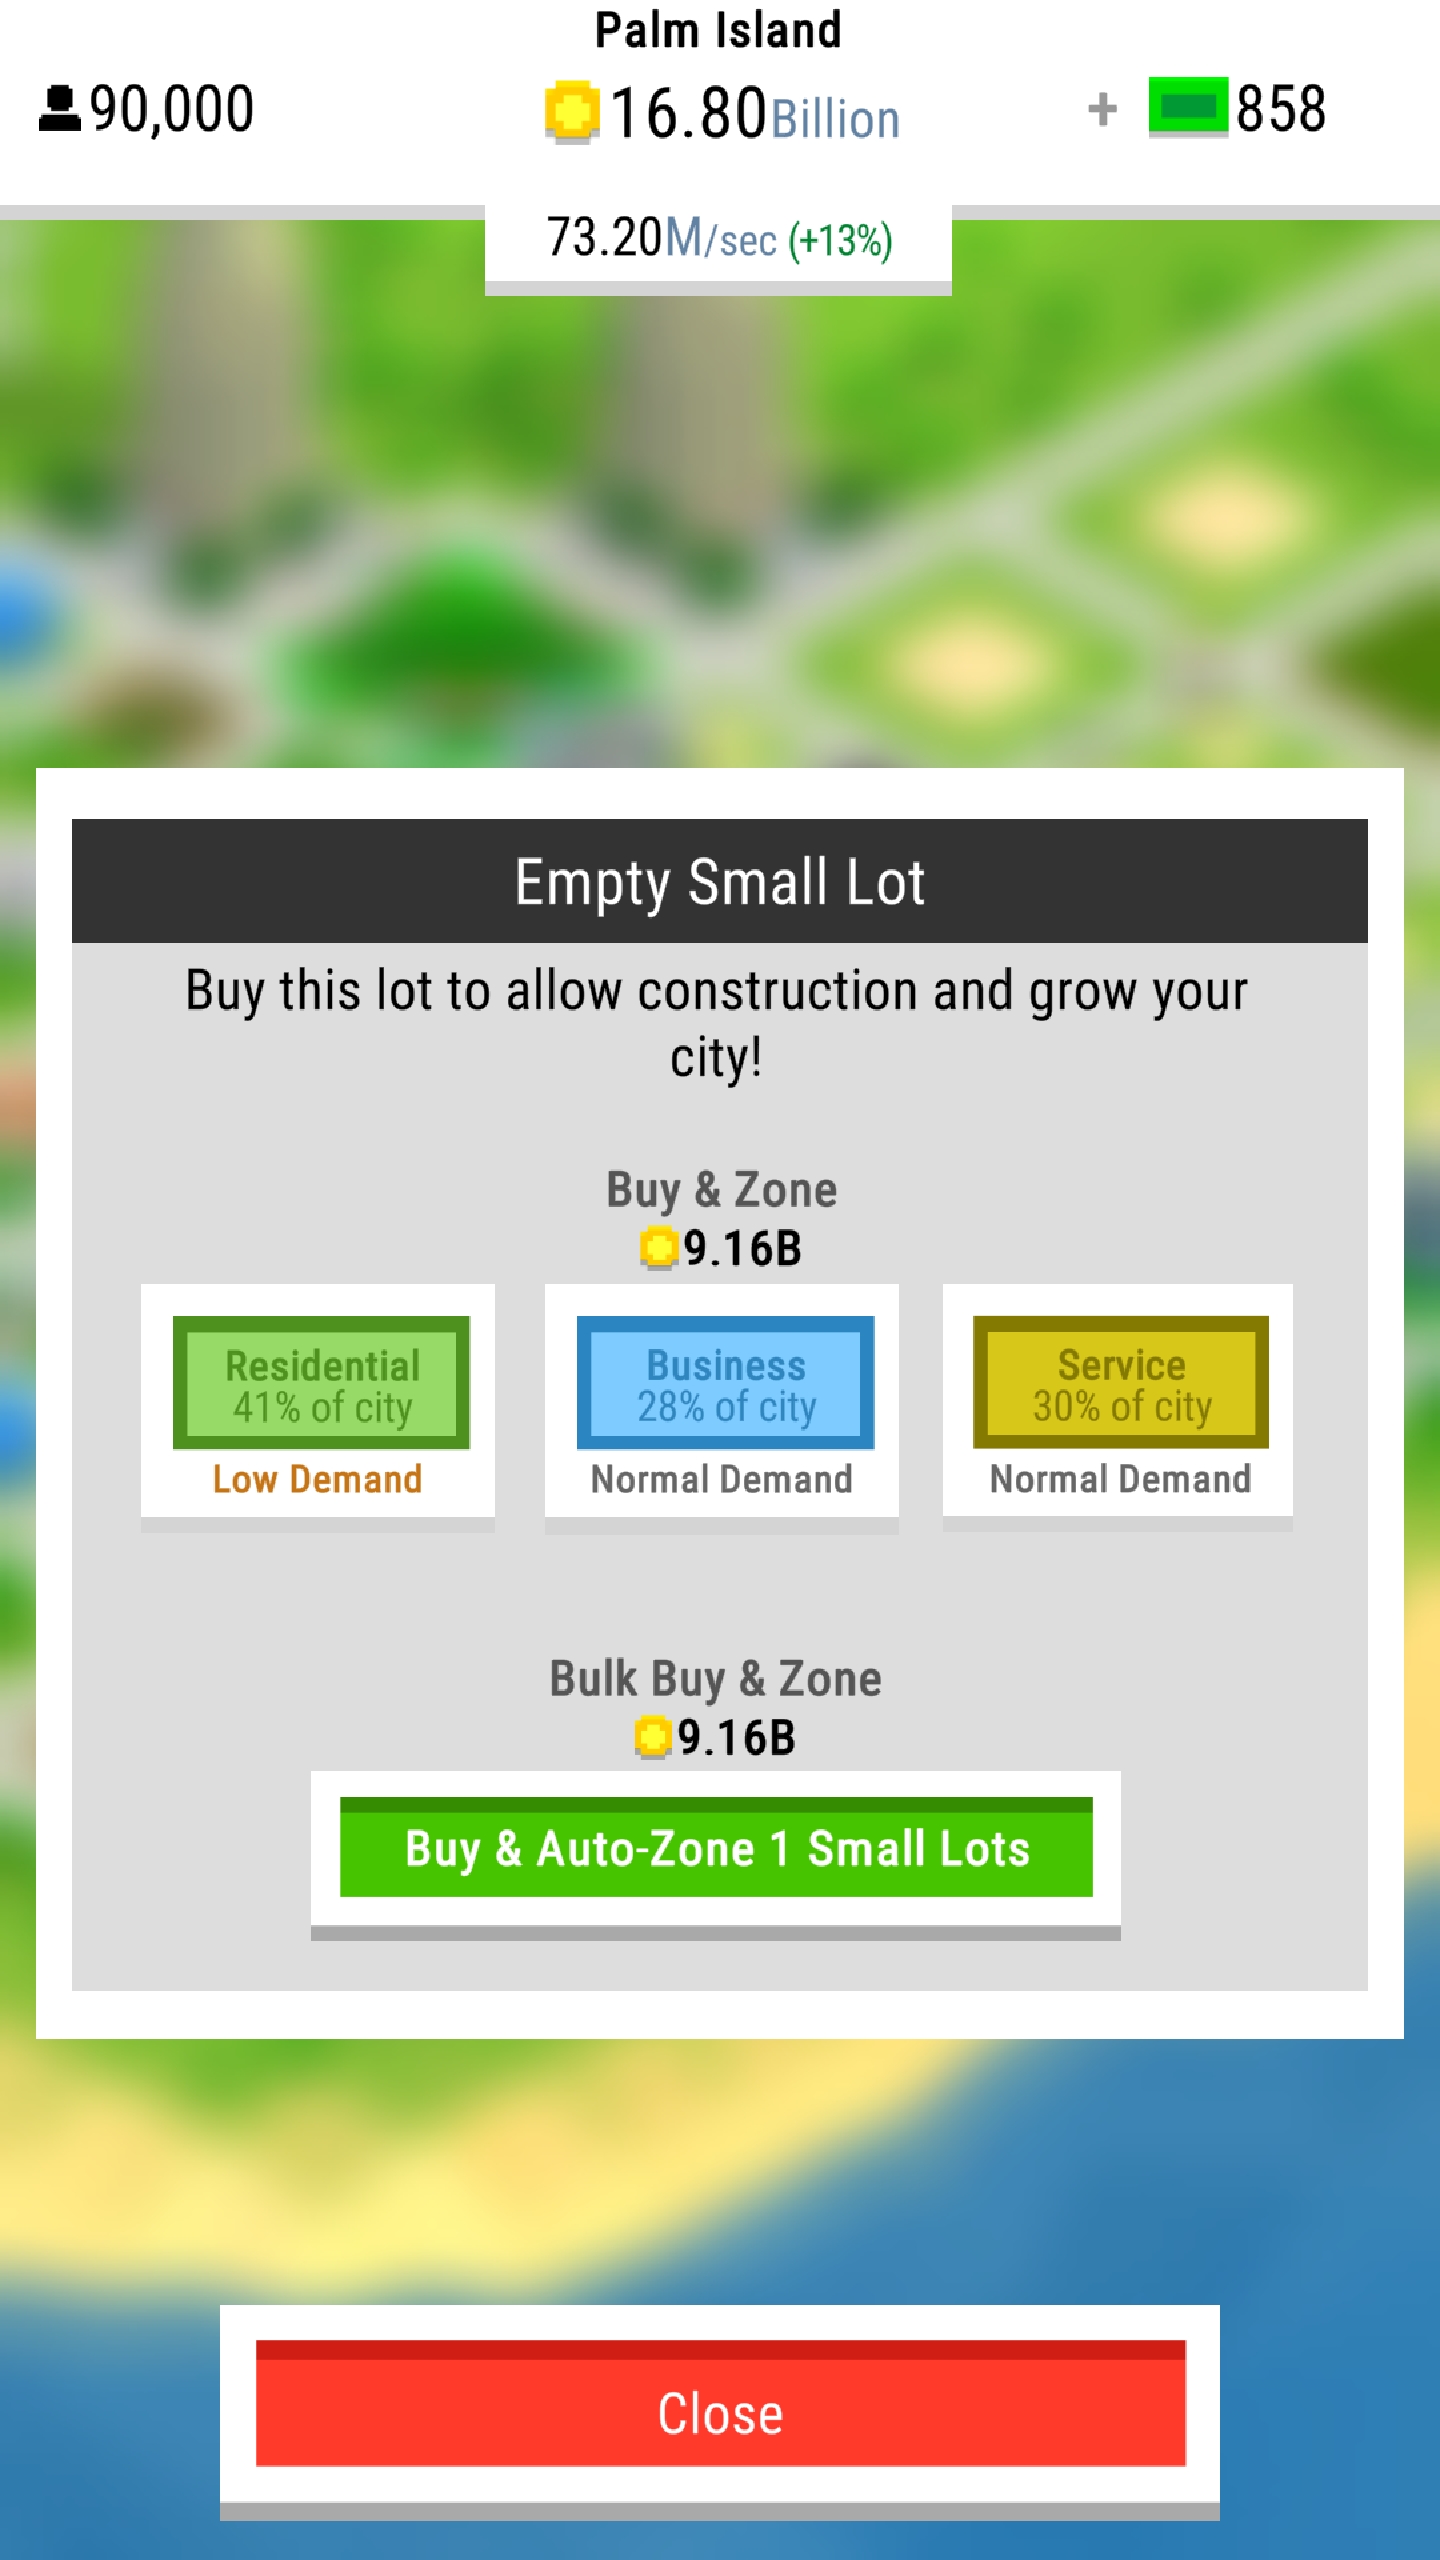 Palm Island
90,000
16.80Billion
+ 858
73.20M/sec (+13%)
Empty Small Lot
Buy this lot to allow construction and grow your
city!
Buy & Zone
9.16B
Residential
41% of city
Low Demand
Business
28% of city
Normal Demand
Service
30% of city
Normal Demand
Bulk Buy & Zone
9.16B
Buy & Auto-Zone 1 Small Lots
Close